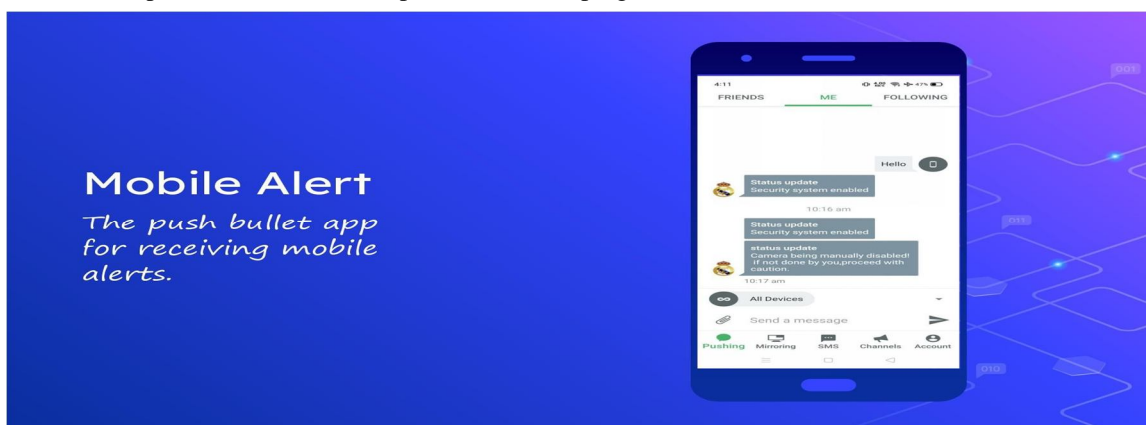 Mobile Alert
The push bullet app
for receiving mobile
alerts.
4:11
47%
FRIENDS ME FOLLOWING
Hello
Status update
Security system enabled
10:16 am
Status update
Security system enabled
status update
Camera being manually disabled!
if not done by you,proceed with
caution.
10:17 am
All Devices
Send a message
Pushing Mirroring SMS Channels Account
001
011
010